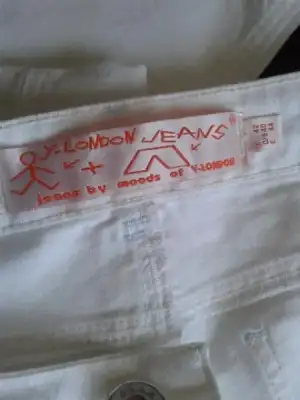 Y-LONDON JEANS
+
jeans by moods of Y-LONDON